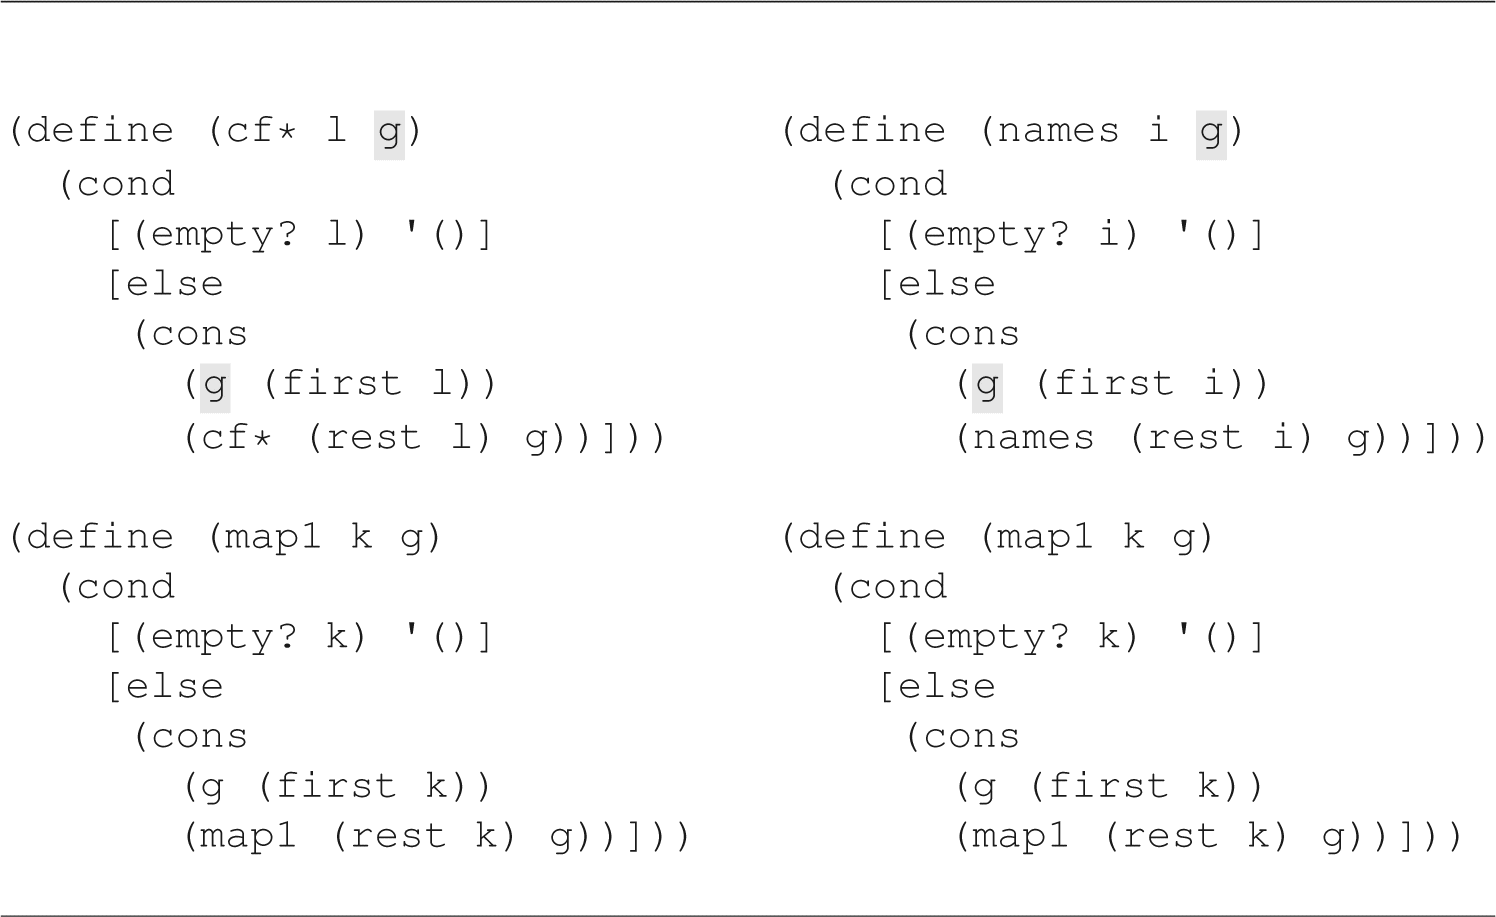 (define (cf* l g)
  (cond
    [(empty? l) '()]
    [else
     (cons
       (g (first l))
       (cf* (rest l) g))]))
(define (names i g)
  (cond
    [(empty? i) '()]
    [else
     (cons
       (g (first i))
       (names (rest i) g))]))
(define (map1 k g)
  (cond
    [(empty? k) '()]
    [else
     (cons
       (g (first k))
       (map1 (rest k) g))]))
(define (map1 k g)
  (cond
    [(empty? k) '()]
    [else
     (cons
       (g (first k))
       (map1 (rest k) g))]))